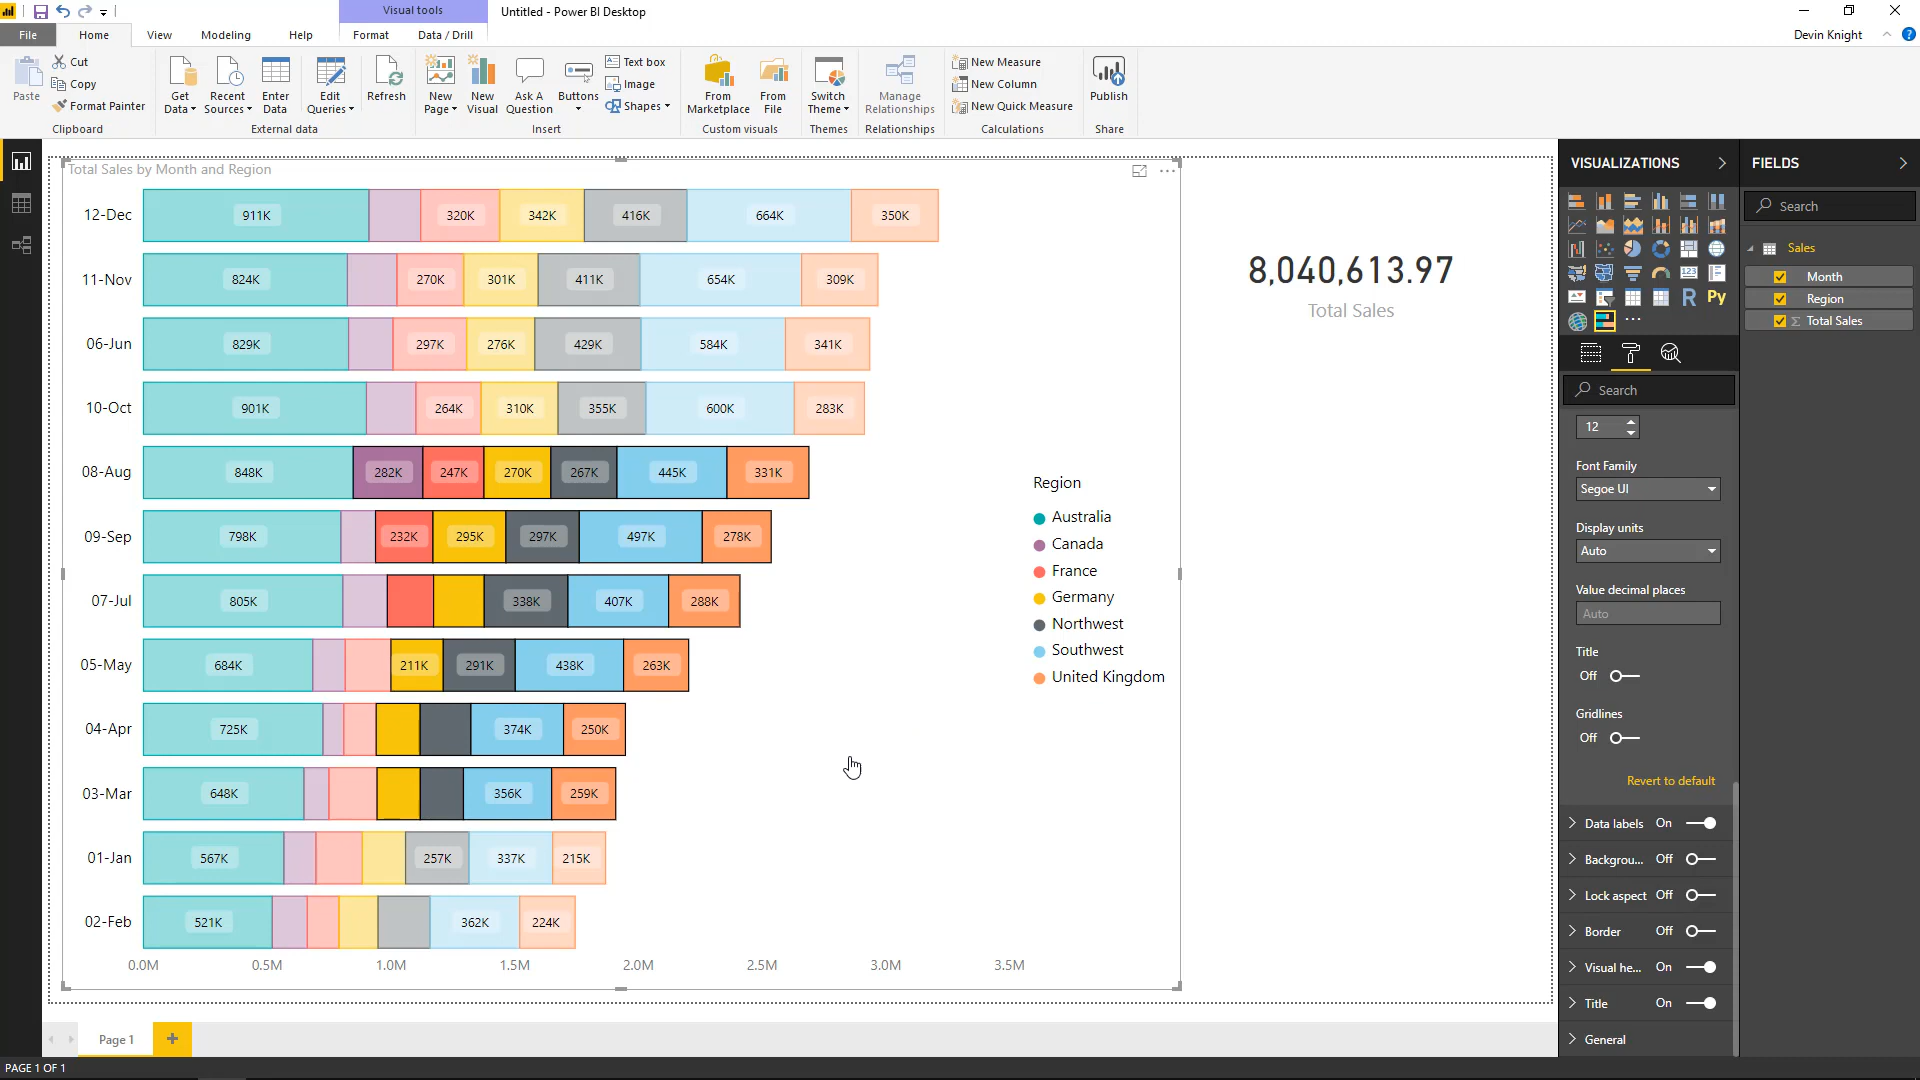 Visual tools
Untitled - Power BI Desktop
File
Home
View
Modeling
Help
Format
Data / Drill
Devin Knight
?
Paste
Cut
Copy
Format Painter
Clipboard
Get Data
Recent Sources
Enter Data
Edit Queries
Refresh
External data
New Page
New Visual
Ask A Question
Buttons
Text box
Image
Shapes
Insert
From Marketplace
From File
Custom visuals
Switch Theme
Themes
Manage Relationships
Relationships
New Measure
New Column
New Quick Measure
Calculations
Publish
Share
Total Sales by Month and Region
12-Dec 911K 320K 342K 416K 664K 350K
11-Nov 824K 270K 301K 411K 654K 309K
06-Jun 829K 297K 276K 429K 584K 341K
10-Oct 901K 264K 310K 355K 600K 283K
08-Aug 848K 282K 247K 270K 267K 445K 331K
09-Sep 798K 232K 295K 297K 497K 278K
07-Jul 805K 338K 407K 288K
05-May 684K 211K 291K 438K 263K
04-Apr 725K 374K 250K
03-Mar 648K 356K 259K
01-Jan 567K 257K 337K 215K
02-Feb 521K 362K 224K
0.0M 0.5M 1.0M 1.5M 2.0M 2.5M 3.0M 3.5M
Region
Australia
Canada
France
Germany
Northwest
Southwest
United Kingdom
8,040,613.97
Total Sales
VISUALIZATIONS
123
R
Py
Search
12
Font Family
Segoe UI
Display units
Auto
Value decimal places
Auto
Title
Off
Gridlines
Off
Revert to default
Data labels On
Backgrou... Off
Lock aspect Off
Border Off
Visual he... On
Title On
General
FIELDS
Search
Sales
Month
Region
Σ Total Sales
Page 1
PAGE 1 OF 1